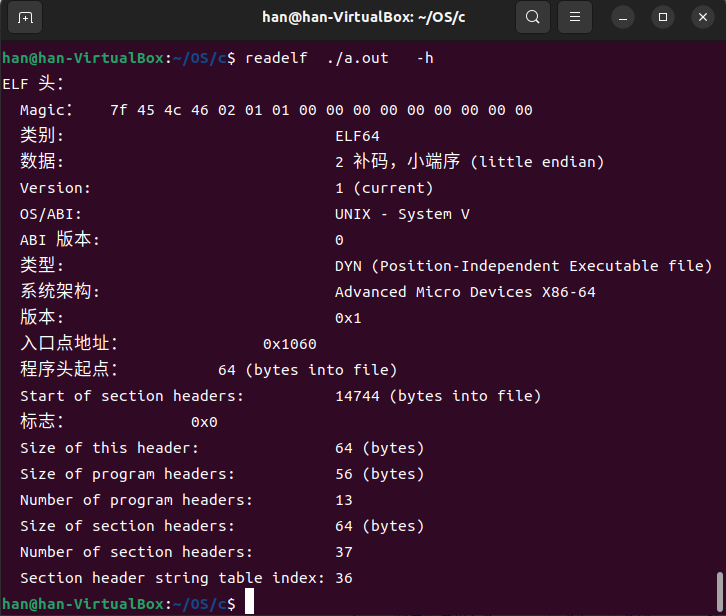 han@han-VirtualBox: ~/OS/c
han@han-VirtualBox:~/OS/c$ readelf  ./a.out   -h
ELF 头：
  Magic：   7f 45 4c 46 02 01 01 00 00 00 00 00 00 00 00 00
  类别:                              ELF64
  数据:                              2 补码，小端序 (little endian)
  Version:                           1 (current)
  OS/ABI:                            UNIX - System V
  ABI 版本:                          0
  类型:                              DYN (Position-Independent Executable file)
  系统架构:                          Advanced Micro Devices X86-64
  版本:                              0x1
  入口点地址：               0x1060
  程序头起点：          64 (bytes into file)
  Start of section headers:          14744 (bytes into file)
  标志：             0x0
  Size of this header:               64 (bytes)
  Size of program headers:           56 (bytes)
  Number of program headers:         13
  Size of section headers:           64 (bytes)
  Number of section headers:         37
  Section header string table index: 36
han@han-VirtualBox:~/OS/c$